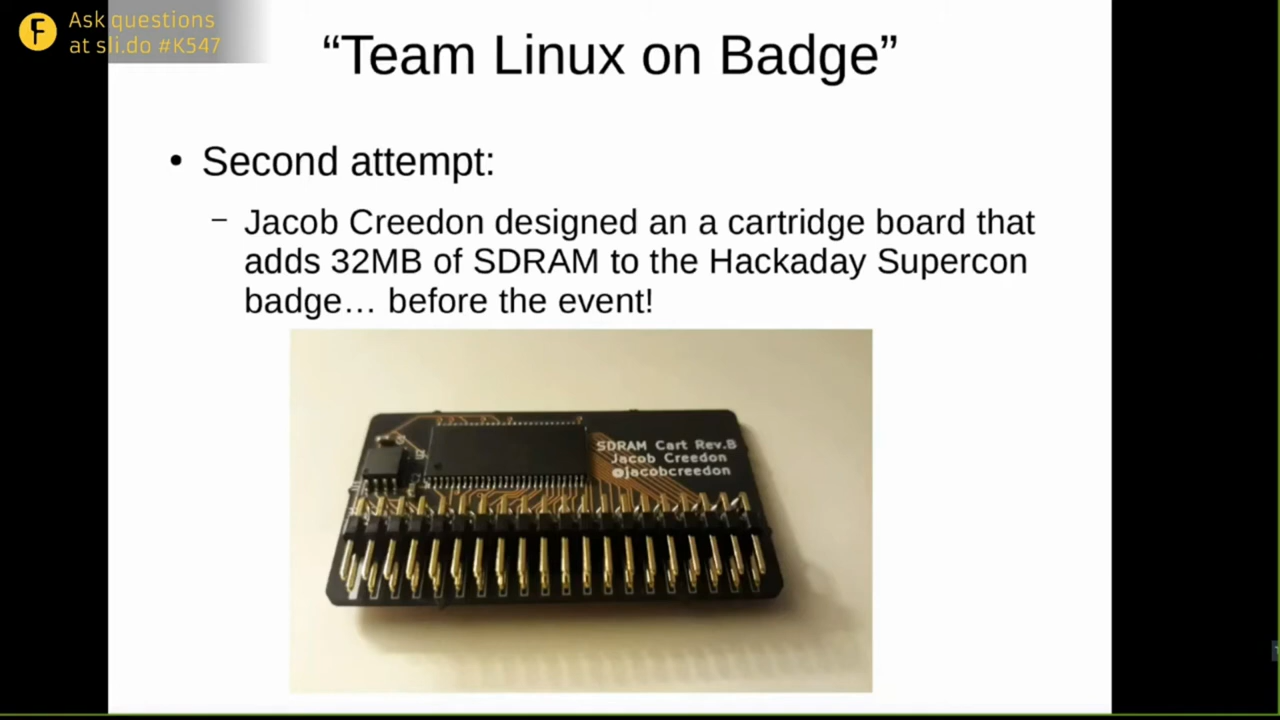 F
Ask questions
at sli.do #K547
“Team Linux on Badge”
• Second attempt:
– Jacob Creedon designed an a cartridge board that
adds 32MB of SDRAM to the Hackaday Supercon
badge… before the event!
SDRAM Cart Rev.B
Jacob Creedon
@jacobcreedon